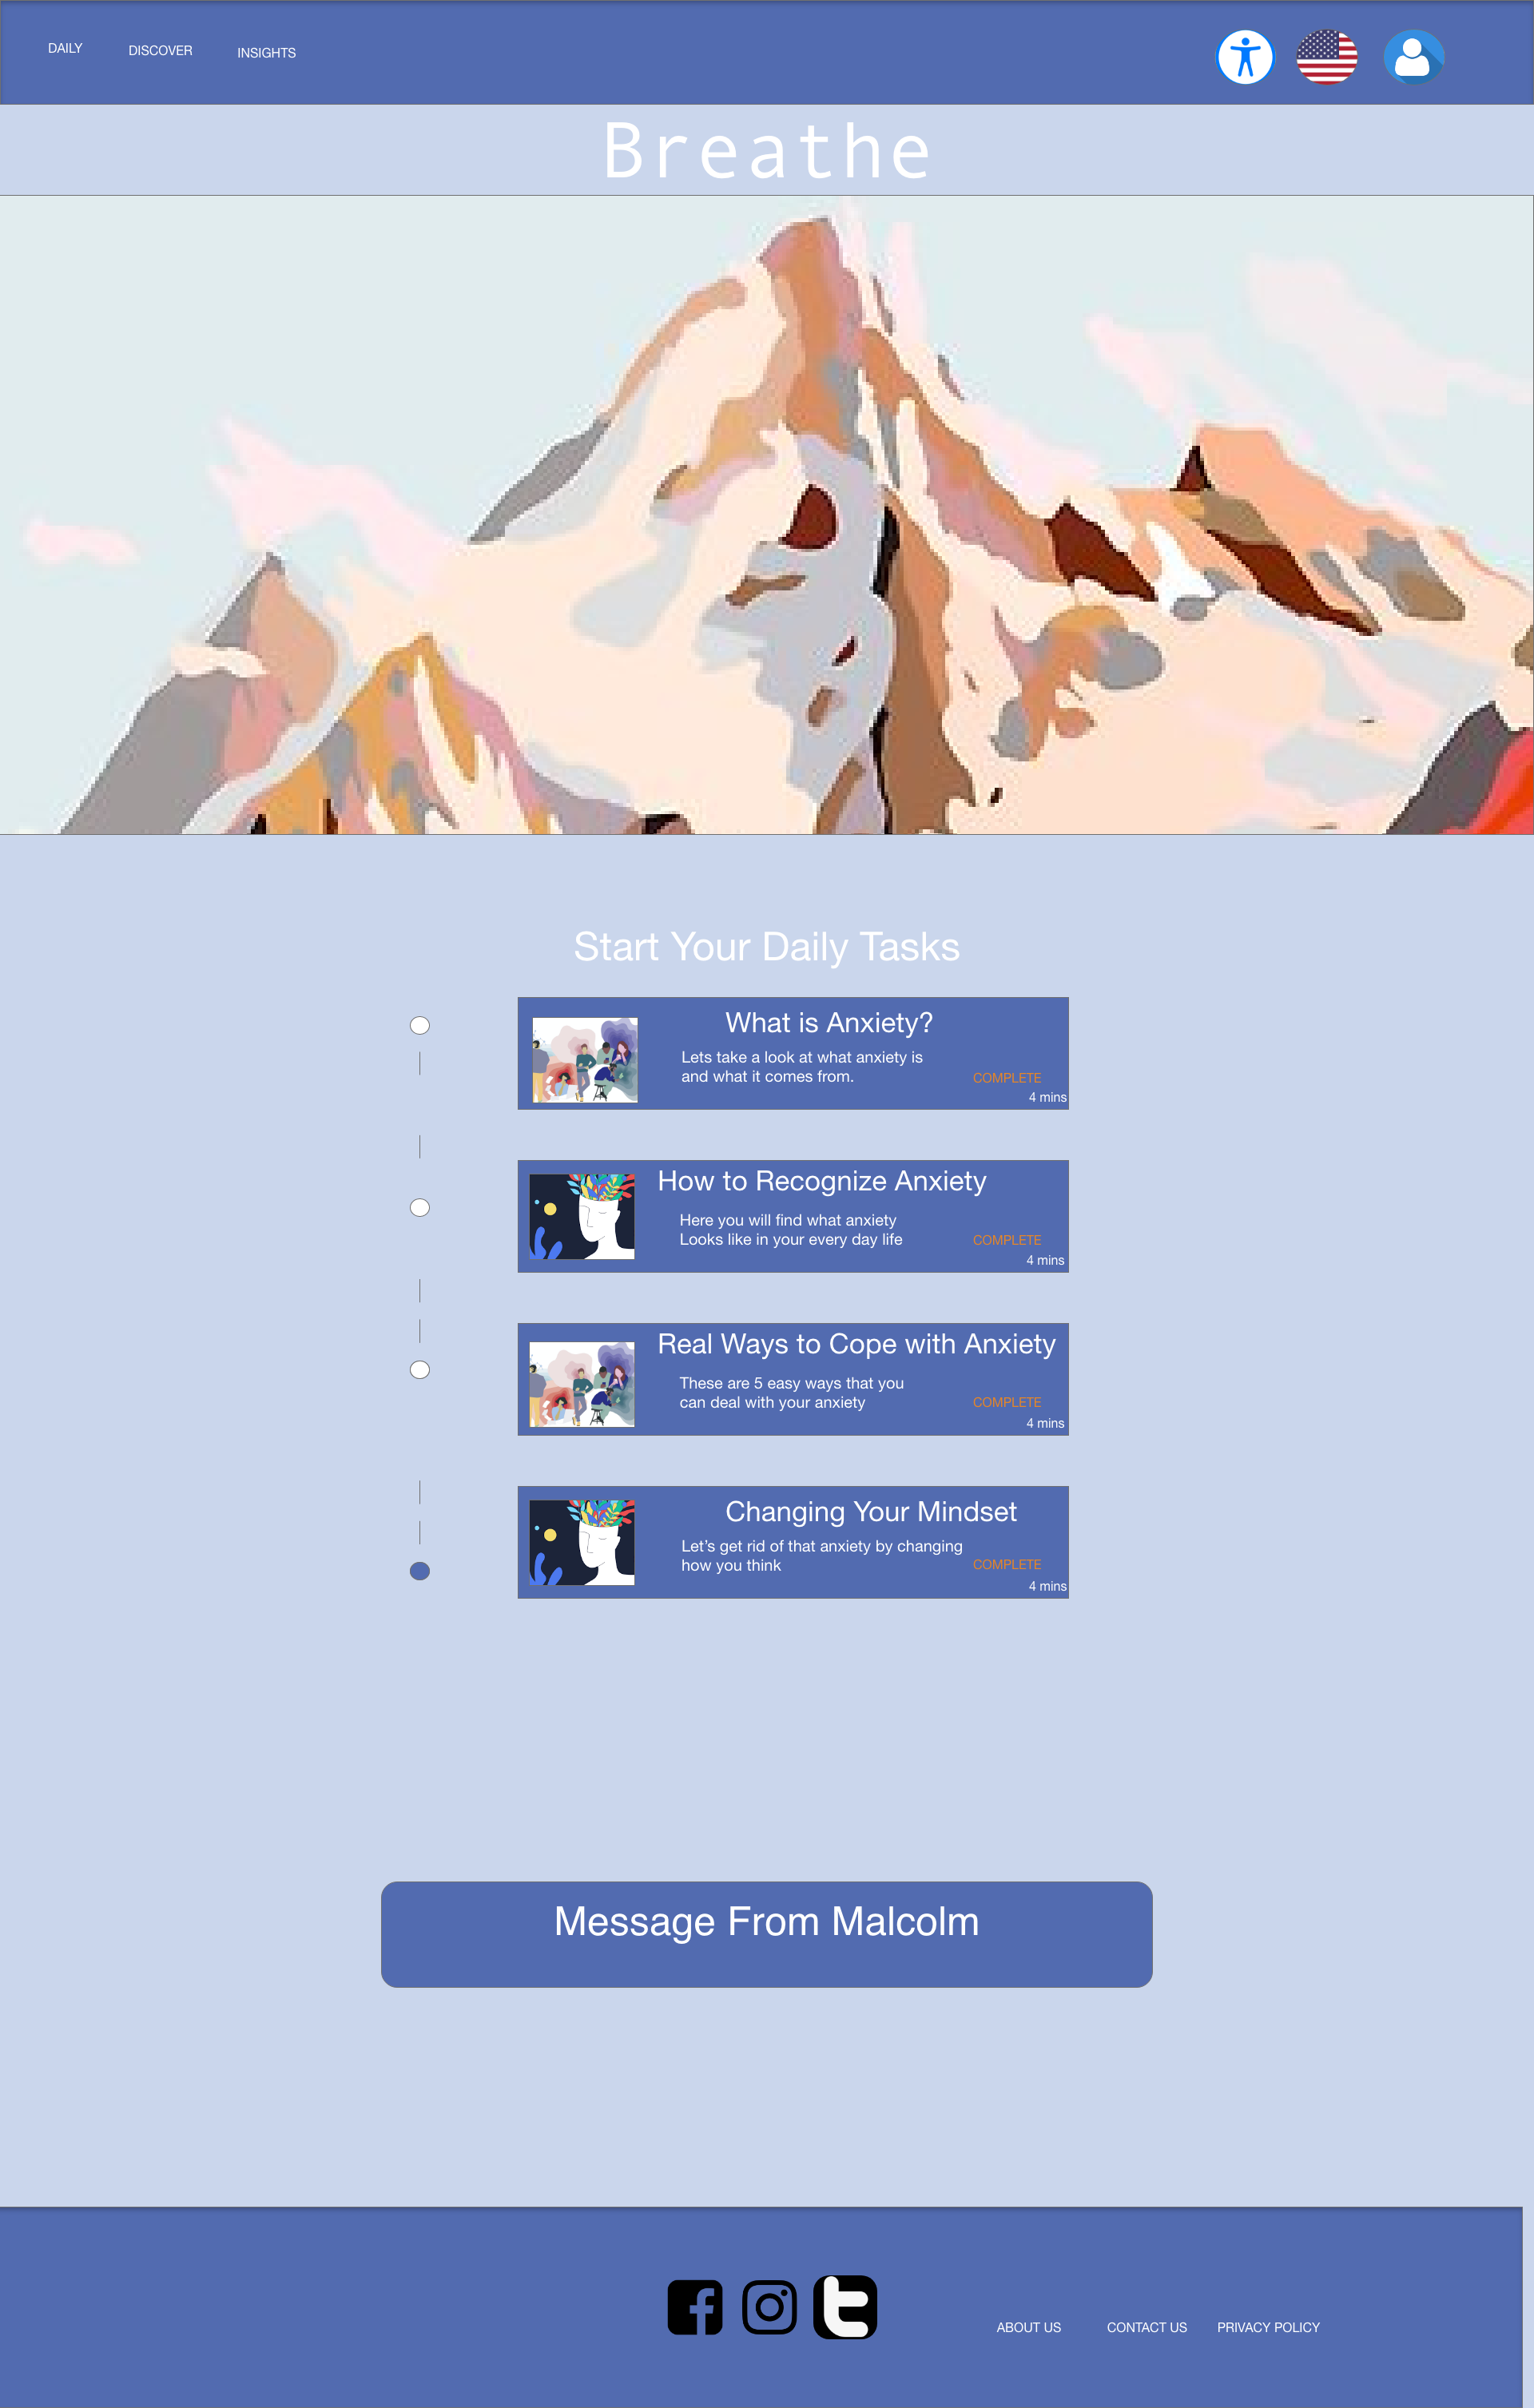 DAILY
DISCOVER
INSIGHTS
Breathe
Start Your Daily Tasks
What is Anxiety?
Lets take a look at what anxiety is
and what it comes from.
COMPLETE
4 mins
How to Recognize Anxiety
Here you will find what anxiety
Looks like in your every day life
COMPLETE
4 mins
Real Ways to Cope with Anxiety
These are 5 easy ways that you
can deal with your anxiety
COMPLETE
4 mins
Changing Your Mindset
Let’s get rid of that anxiety by changing
how you think
COMPLETE
4 mins
Message From Malcolm
ABOUT US
CONTACT US
PRIVACY POLICY